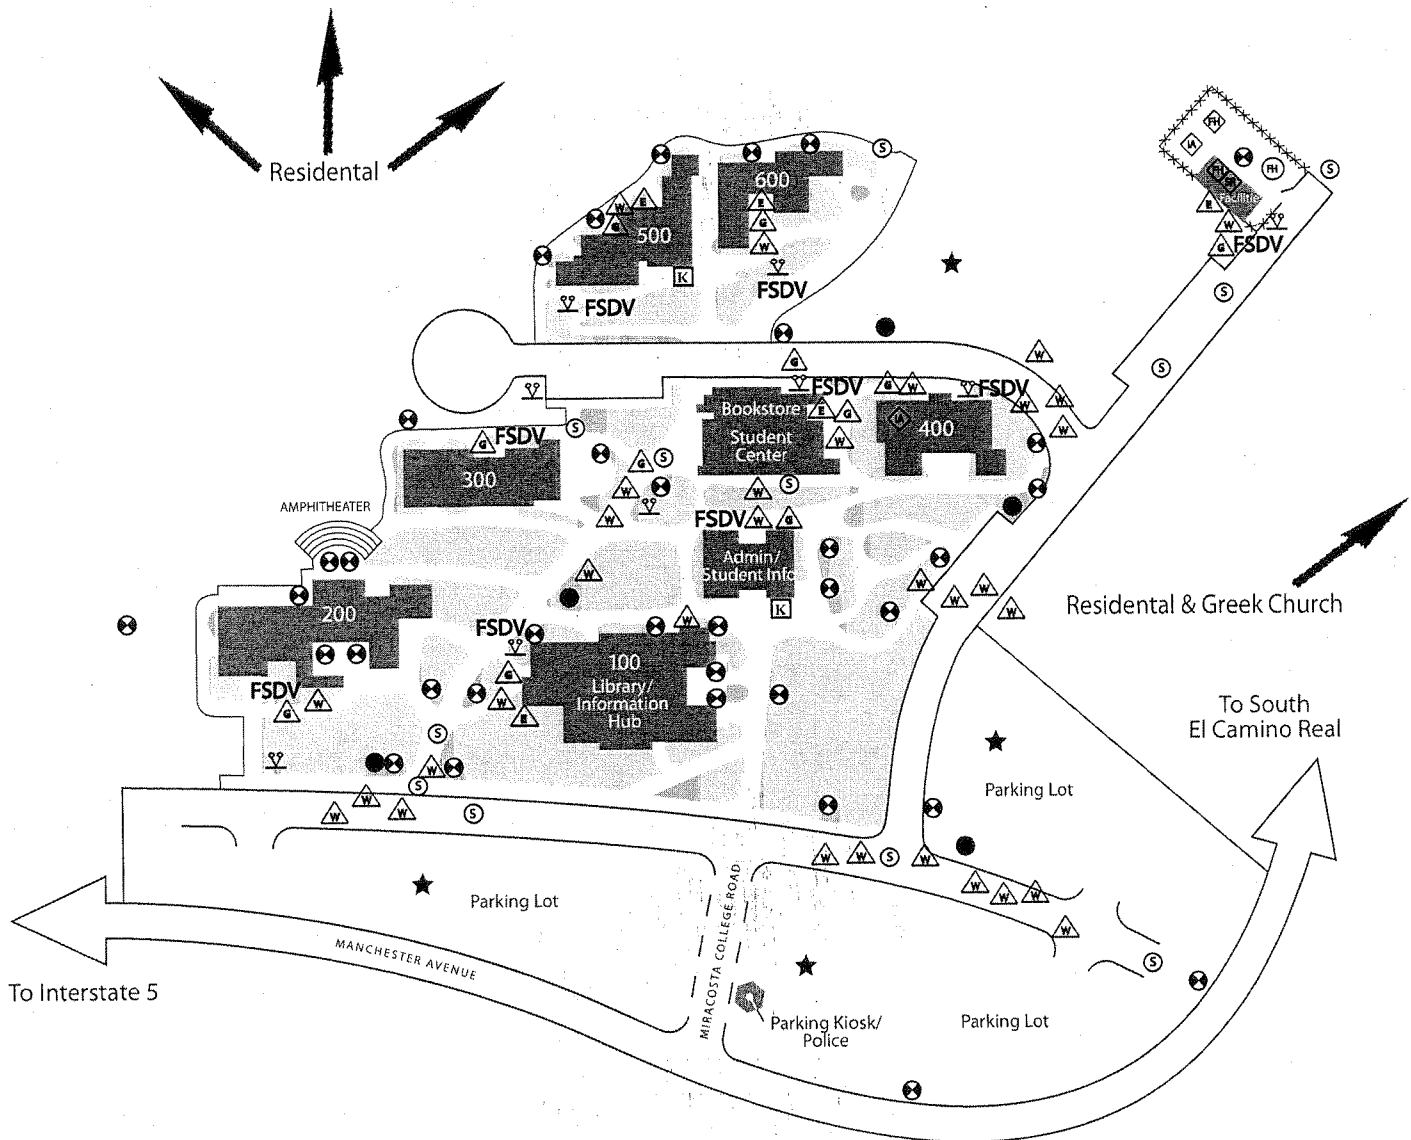 Residental
600
500
K
FSDV
FSDV
FSDV
FSDV
FSDV
Bookstore
Student
Center
400
FSDV
300
AMPHITHEATER
FSDV
Admin/
Student Info
K
200
Residental & Greek Church
FSDV
100
Library/
Information
Hub
FSDV
To South
El Camino Real
Parking Lot
Parking Lot
MANCHESTER AVENUE
MIRACOSTA COLLEGE ROAD
To Interstate 5
Parking Kiosk/
Police
Parking Lot